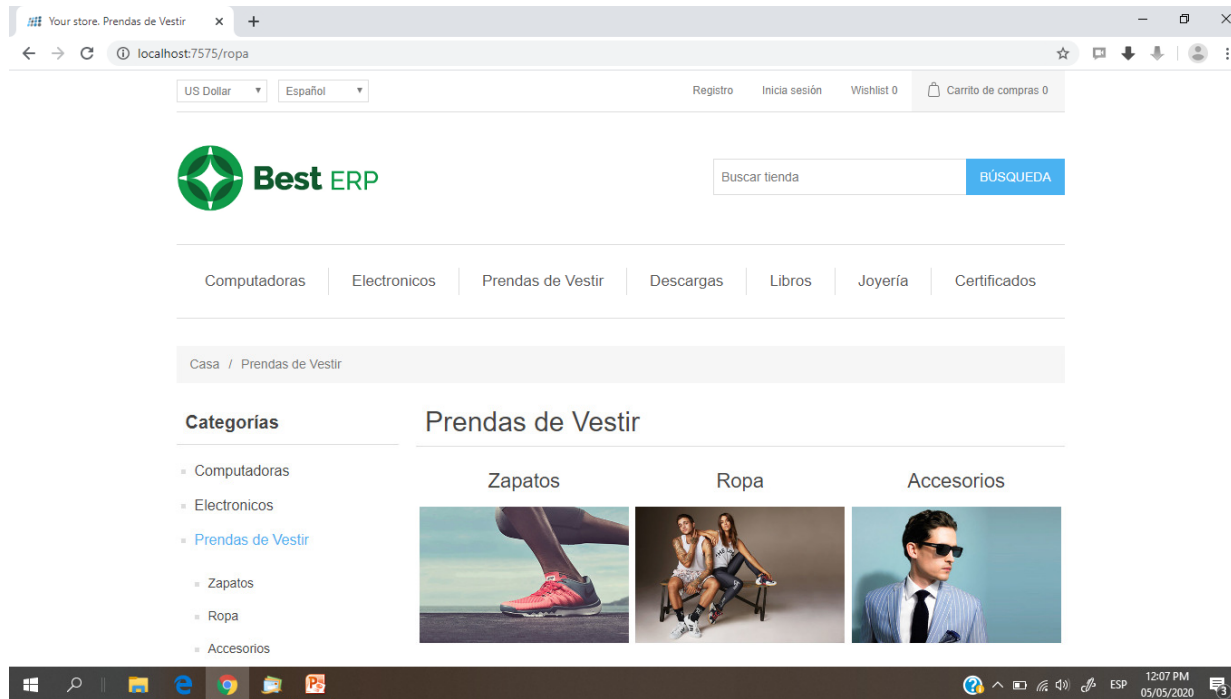 Your store. Prendas de Vestir
localhost:7575/ropa
US Dollar Español Registro Inicia sesión Wishlist 0 Carrito de compras 0
Best ERP
Buscar tienda BÚSQUEDA
Computadoras Electronicos Prendas de Vestir Descargas Libros Joyería Certificados
Casa / Prendas de Vestir
Categorías
Prendas de Vestir
Computadoras
Electronicos
Prendas de Vestir
Zapatos
Ropa
Accesorios
Zapatos Ropa Accesorios
ESP
12:07 PM
05/05/2020
3